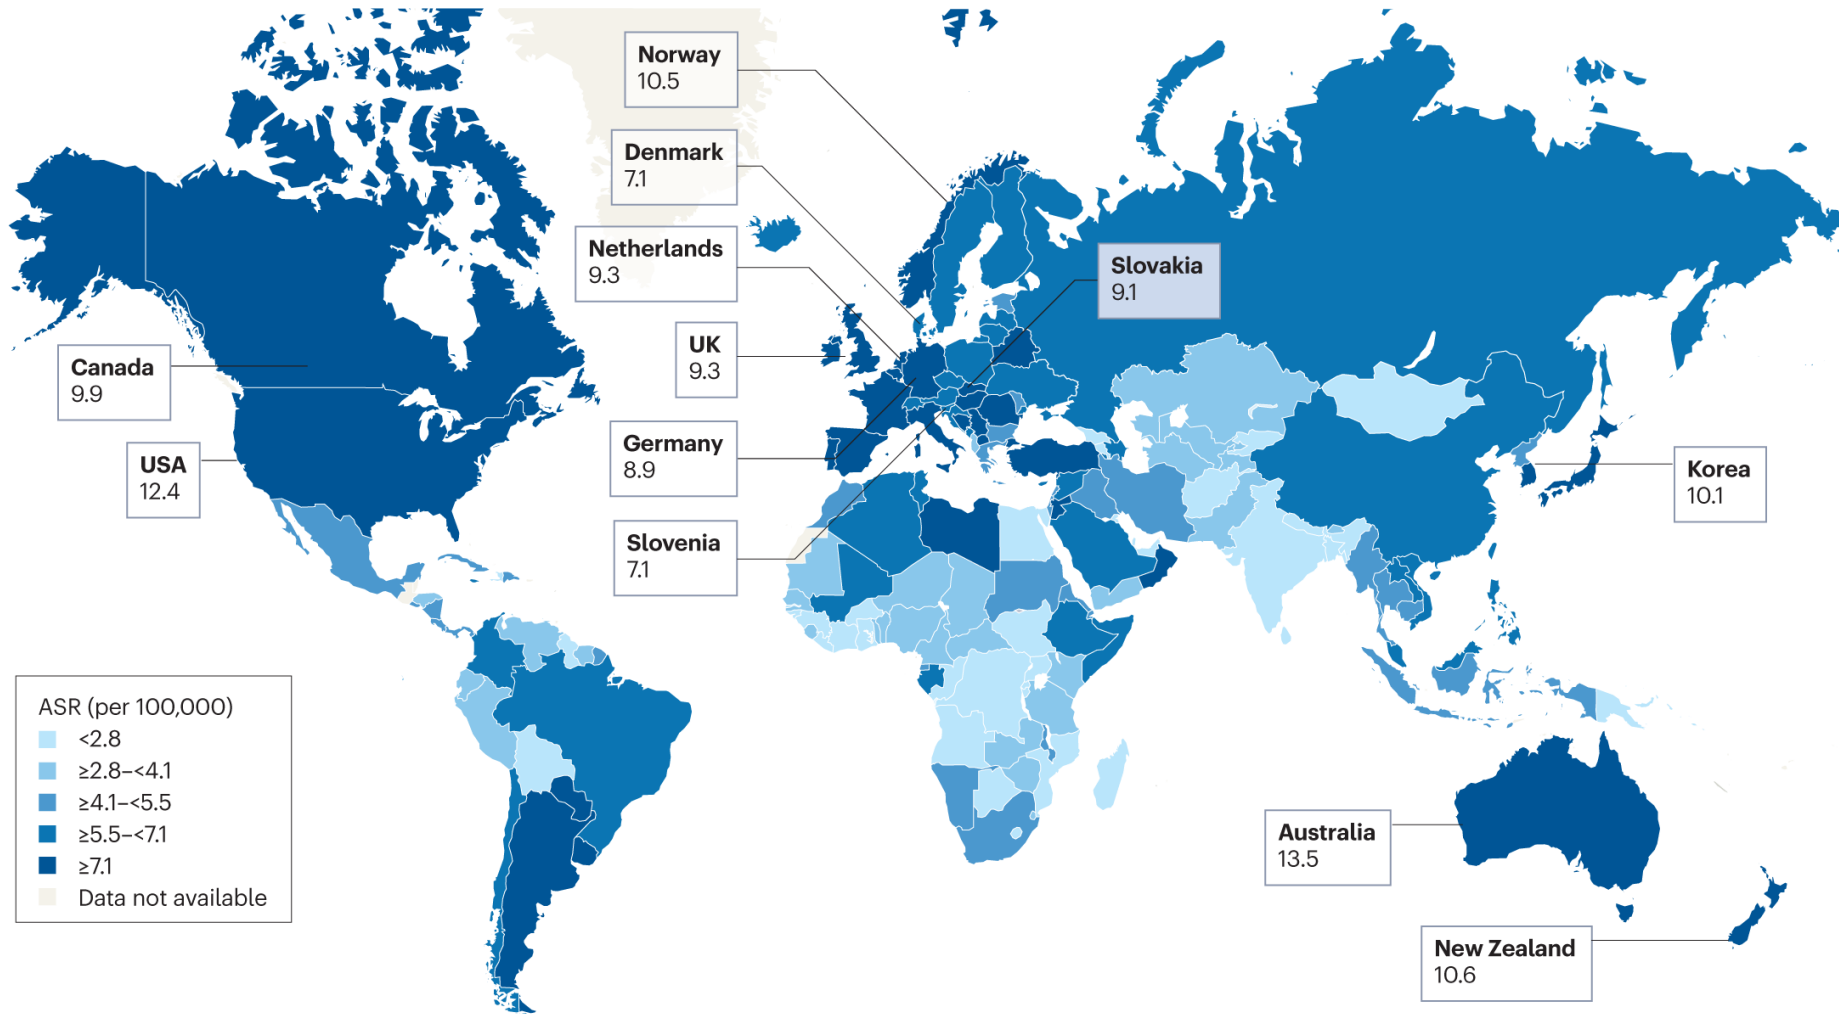 Norway
10.5
Denmark
7.1
Netherlands
9.3
Slovakia
9.1
UK
9.3
Canada
9.9
Germany
8.9
USA
12.4
Korea
10.1
Slovenia
7.1
ASR (per 100,000)
<2.8
≥2.8–<4.1
≥4.1–<5.5
≥5.5–<7.1
≥7.1
Data not available
Australia
13.5
New Zealand
10.6